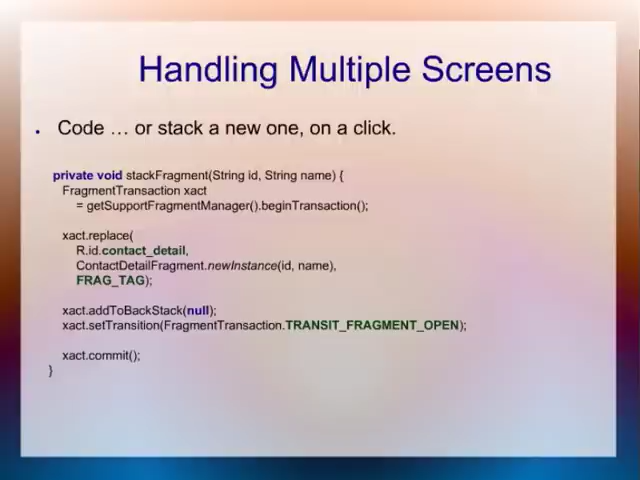 Handling Multiple Screens
• Code … or stack a new one, on a click.
private void stackFragment(String id, String name) {
FragmentTransaction xact
= getSupportFragmentManager().beginTransaction();
xact.replace(
R.id.contact_detail,
ContactDetailFragment.newInstance(id, name),
FRAG_TAG);
xact.addToBackStack(null);
xact.setTransition(FragmentTransaction.TRANSIT_FRAGMENT_OPEN);
xact.commit();
}